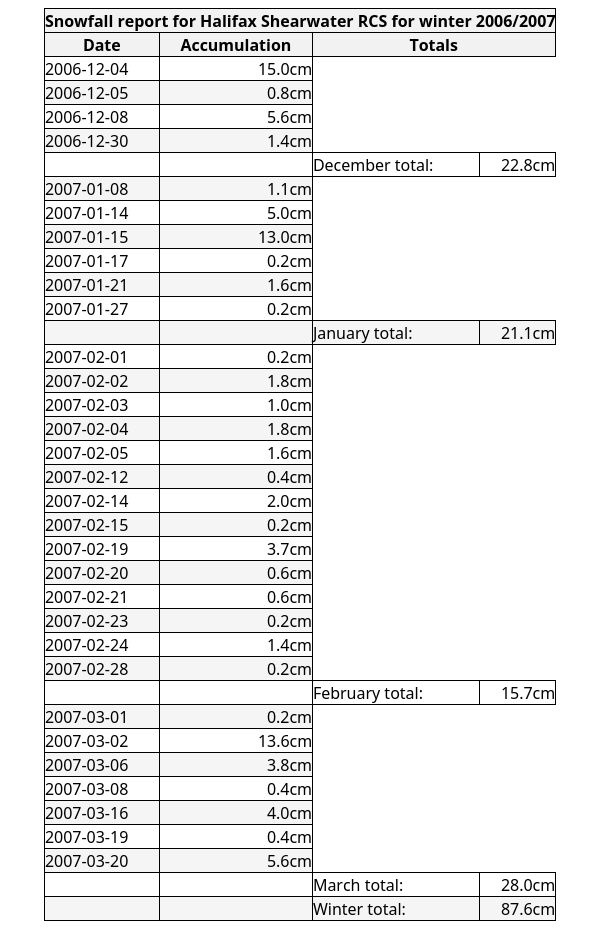 Snowfall report for Halifax Shearwater RCS for winter 2006/2007
Date Accumulation Totals
2006-12-04 15.0cm
2006-12-05 0.8cm
2006-12-08 5.6cm
2006-12-30 1.4cm
December total: 22.8cm
2007-01-08 1.1cm
2007-01-14 5.0cm
2007-01-15 13.0cm
2007-01-17 0.2cm
2007-01-21 1.6cm
2007-01-27 0.2cm
January total: 21.1cm
2007-02-01 0.2cm
2007-02-02 1.8cm
2007-02-03 1.0cm
2007-02-04 1.8cm
2007-02-05 1.6cm
2007-02-12 0.4cm
2007-02-14 2.0cm
2007-02-15 0.2cm
2007-02-19 3.7cm
2007-02-20 0.6cm
2007-02-21 0.6cm
2007-02-23 0.2cm
2007-02-24 1.4cm
2007-02-28 0.2cm
February total: 15.7cm
2007-03-01 0.2cm
2007-03-02 13.6cm
2007-03-06 3.8cm
2007-03-08 0.4cm
2007-03-16 4.0cm
2007-03-19 0.4cm
2007-03-20 5.6cm
March total: 28.0cm
Winter total: 87.6cm